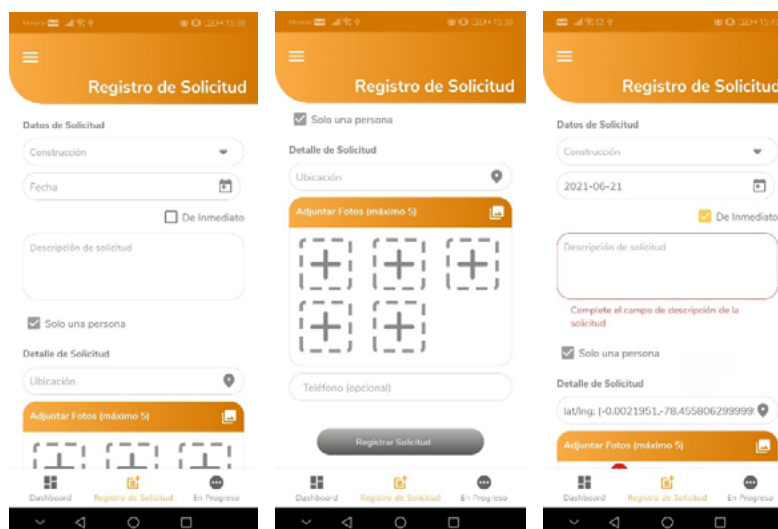 15:38
Registro de Solicitud
Datos de Solicitud
Construcción
Fecha
De Inmediato
Descripción de solicitud
Solo una persona
Detalle de Solicitud
Ubicación
Adjuntar Fotos (máximo 5)
Dashboard
Registro de Solicitud
En Progreso
15:38
Registro de Solicitud
Solo una persona
Detalle de Solicitud
Ubicación
Adjuntar Fotos (máximo 5)
Teléfono (opcional)
Registrar Solicitud
Dashboard
Registro de Solicitud
En Progreso
Registro de Solicitud
Datos de Solicitud
Construcción
2021-06-21
De Inmediato
Descripción de solicitud
Complete el campo de descripción de la
solicitud
Solo una persona
Detalle de Solicitud
lat/lng: (-0.0021951,-78.455806299999
Adjuntar Fotos (máximo 5)
Dashboard
Registro de Solicitud
En Progreso